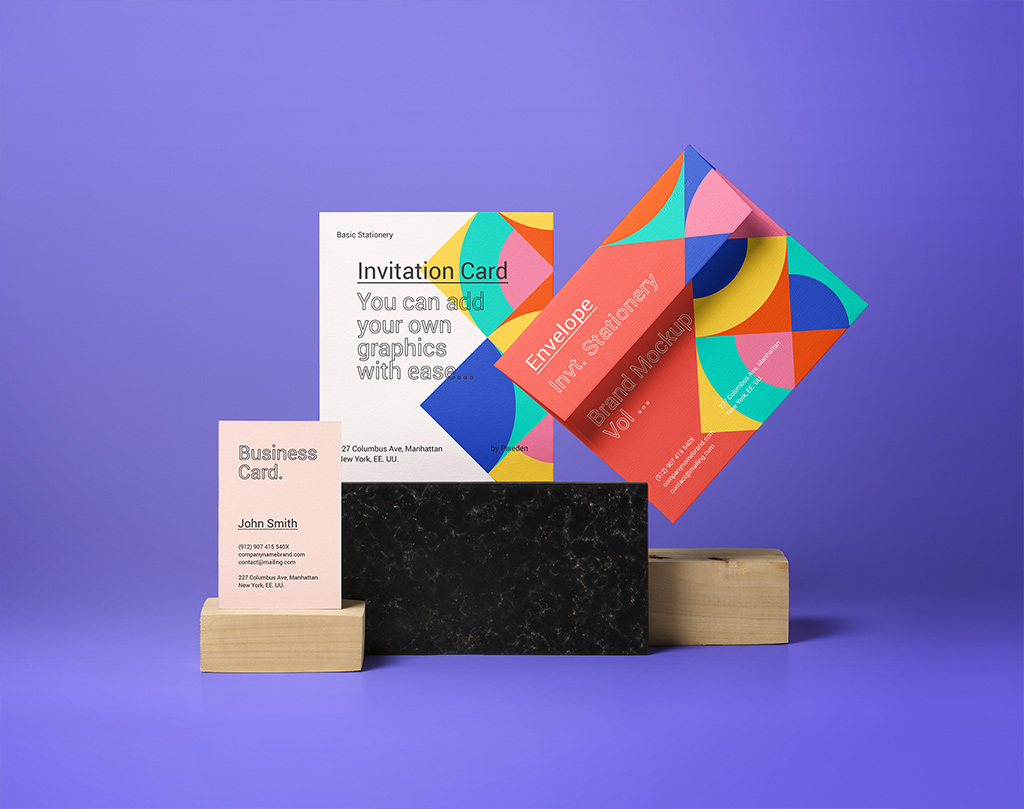 Basic Stationery
Invitation Card
You can add
your own
graphics
with ease...
27 Columbus Ave, Manhattan
New York, EE. UU.
by Pixeden
Envelope
Invt. Stationery
Brand Mockup
Vol ...
(912) 907 415 540X
companynamebrand.com
contact@mailing.com
227 Columbus Ave, Manhattan
New York, EE. UU.
Business
Card.
John Smith
(912) 907 415 540X
companynamebrand.com
contact@mailing.com
227 Columbus Ave, Manhattan
New York, EE. UU.